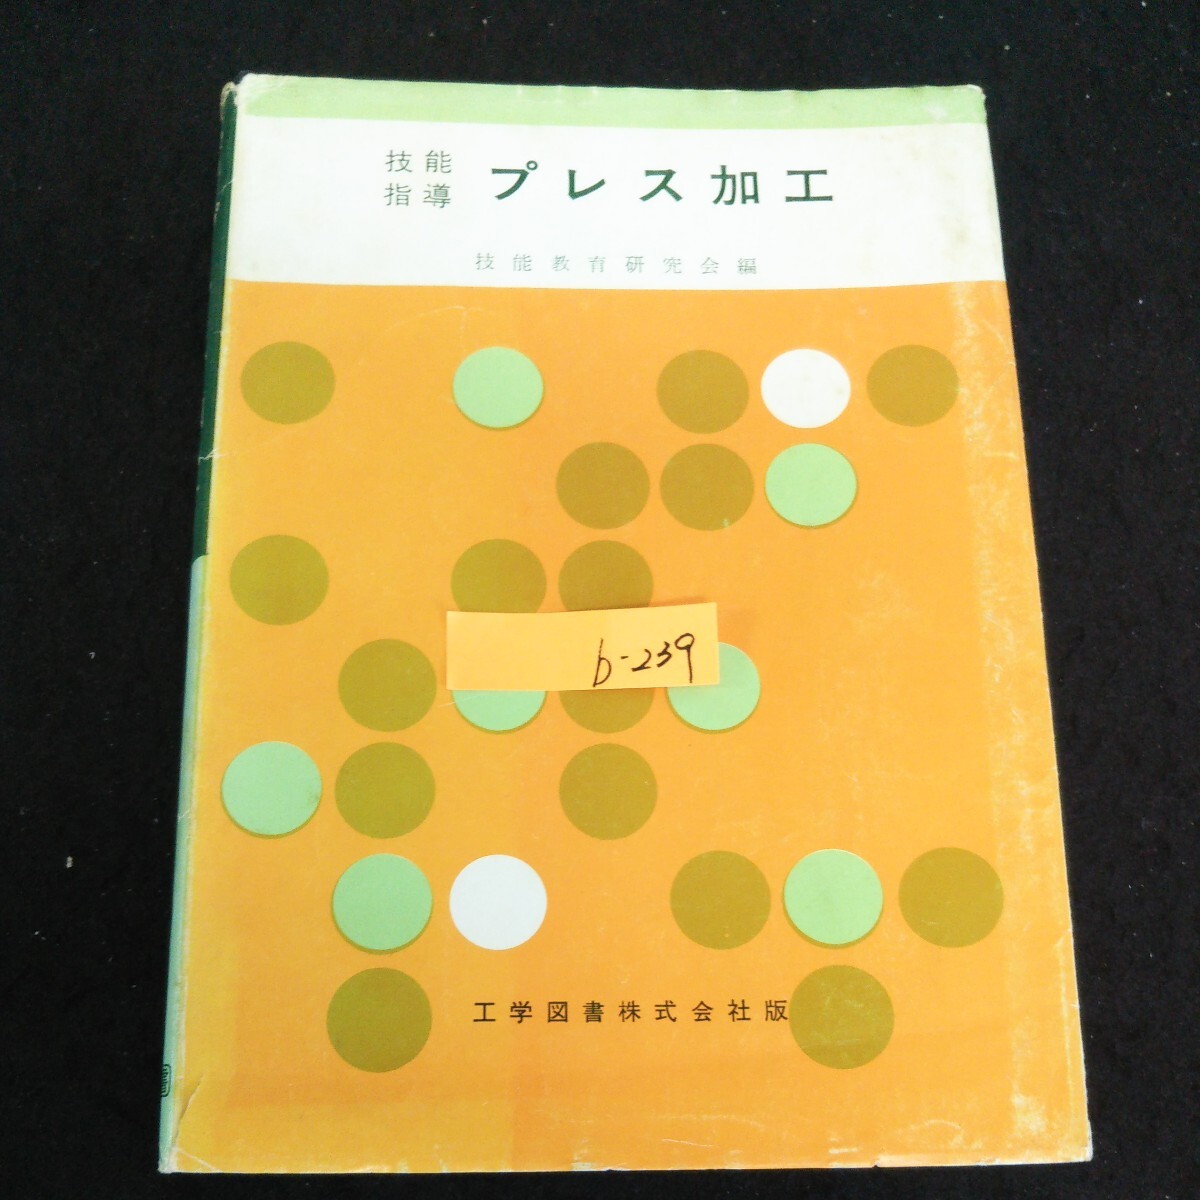 技能
指導
プレス加工
技能教育研究会編
b-239
工学図書株式会社版